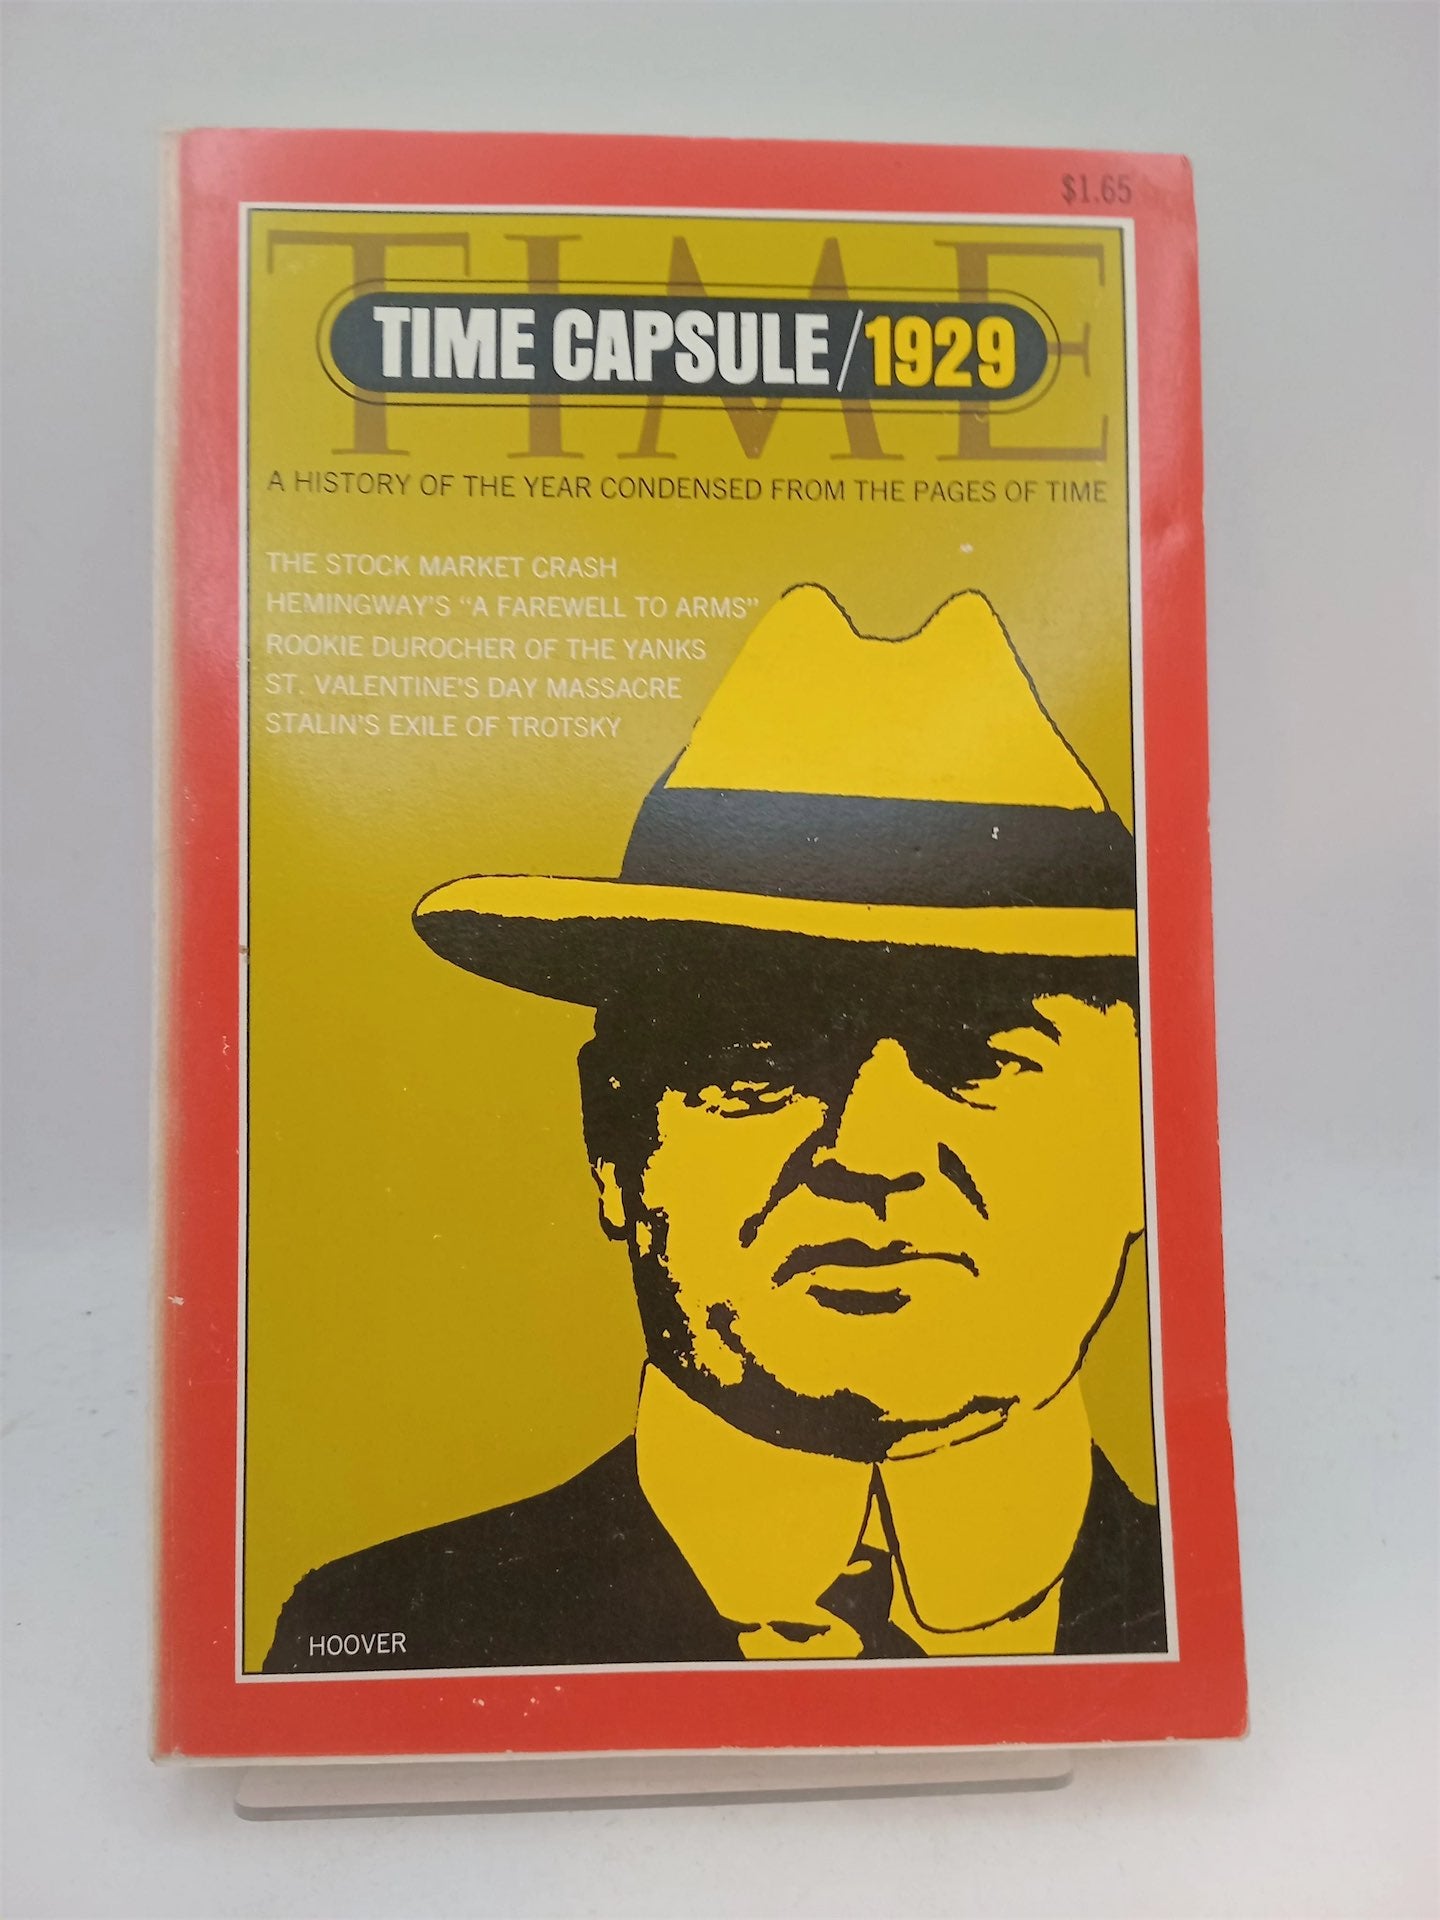 $1.65
TIME
TIME CAPSULE/1929
A HISTORY OF THE YEAR CONDENSED FROM THE PAGES OF TIME
THE STOCK MARKET CRASH
HEMINGWAY'S "A FAREWELL TO ARMS"
ROOKIE DUROCHER OF THE YANKS
ST. VALENTINE'S DAY MASSACRE
STALIN'S EXILE OF TROTSKY
HOOVER